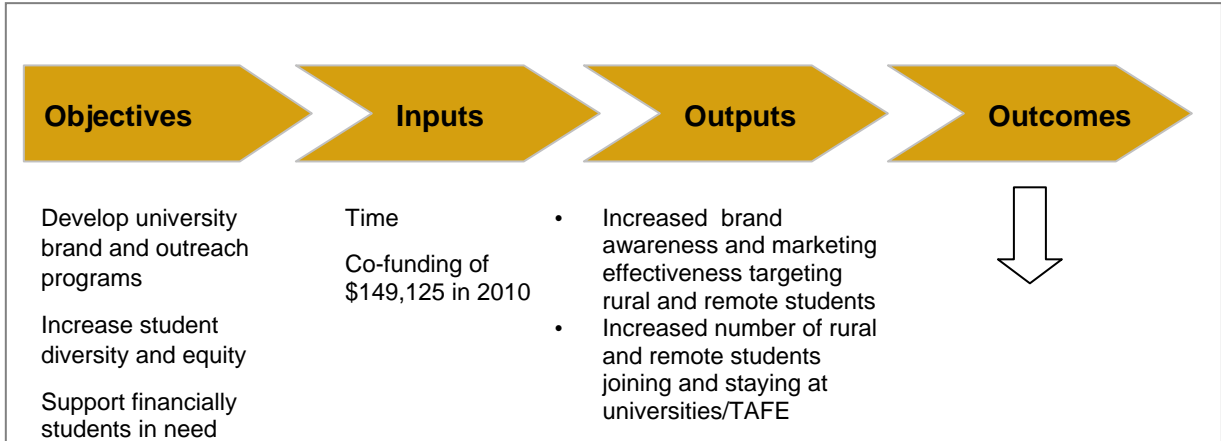 Objectives
Inputs
Outputs
Outcomes
Develop university
brand and outreach
programs
Increase student
diversity and equity
Support financially
students in need
Time
Co-funding of
$149,125 in 2010
• Increased brand
awareness and marketing
effectiveness targeting
rural and remote students
• Increased number of rural
and remote students
joining and staying at
universities/TAFE